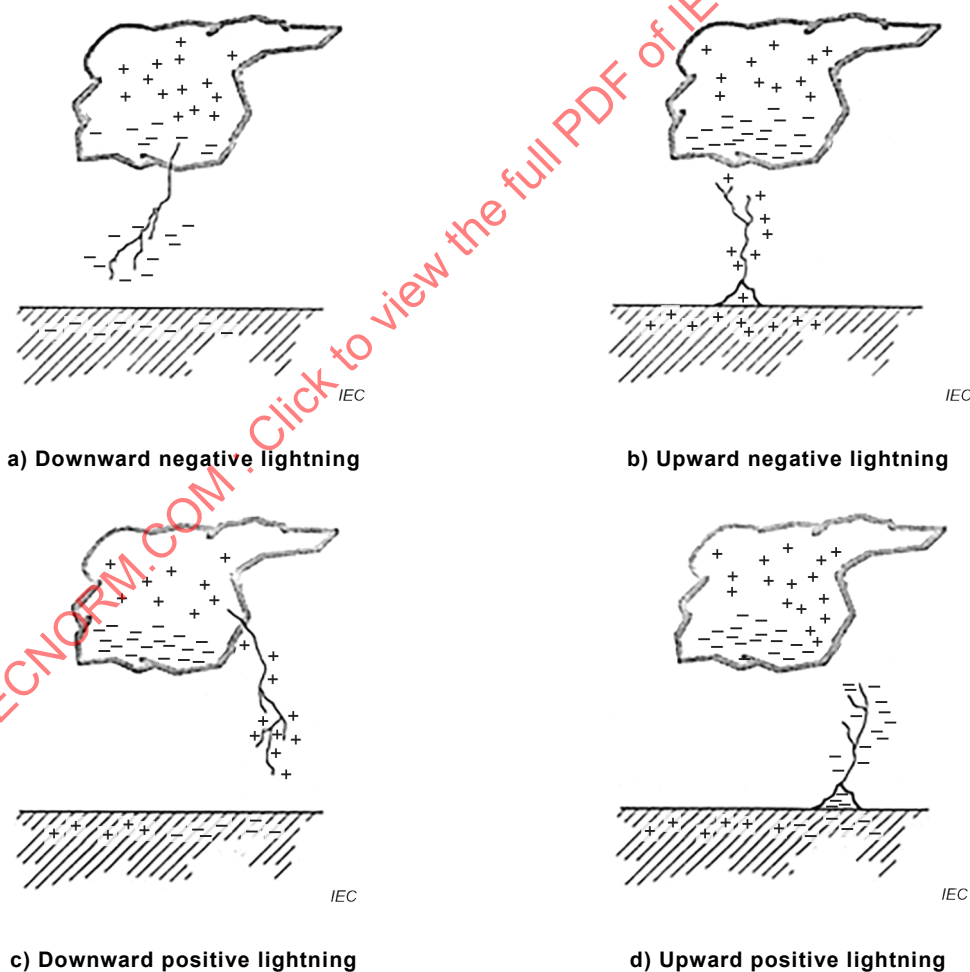 IEC
IEC
a) Downward negative lightning
b) Upward negative lightning
IEC
IEC
c) Downward positive lightning
d) Upward positive lightning
ECNORM.COM : Click to view the full PDF of IE